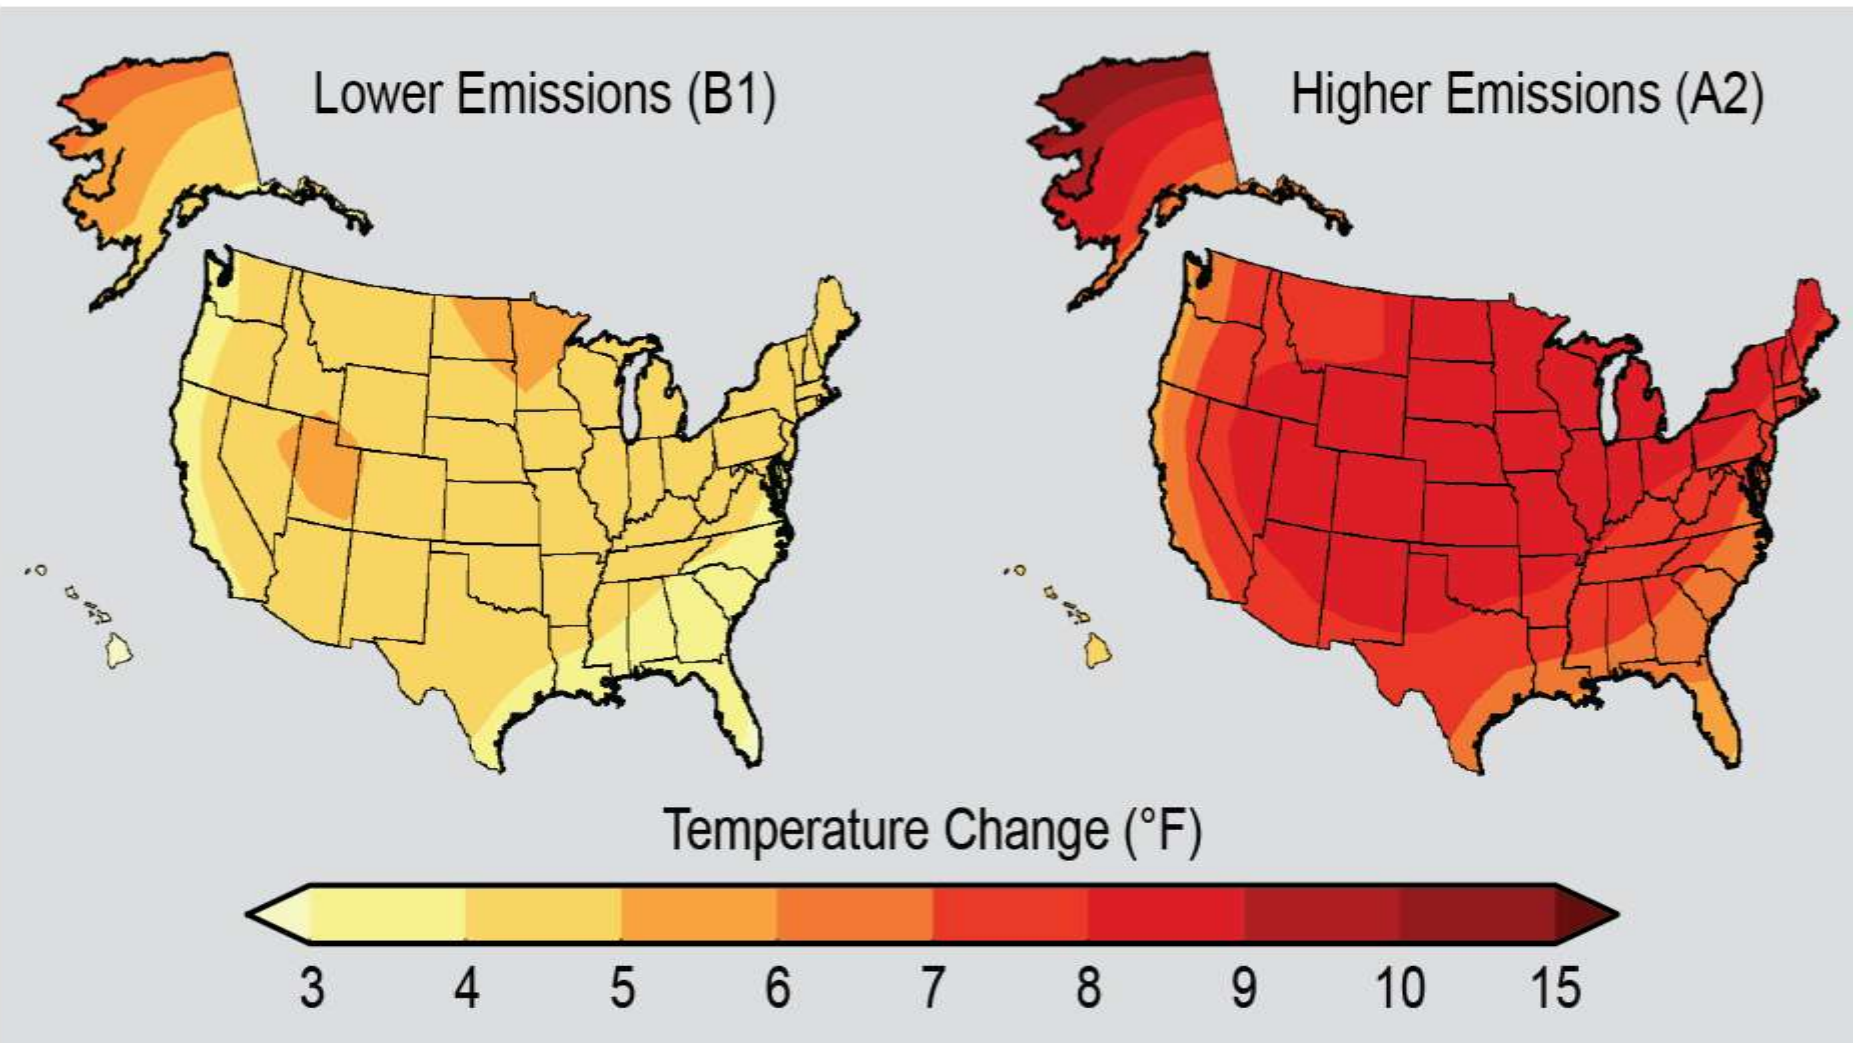 Lower Emissions (B1)
Higher Emissions (A2)
Temperature Change (°F)
3 4 5 6 7 8 9 10 15